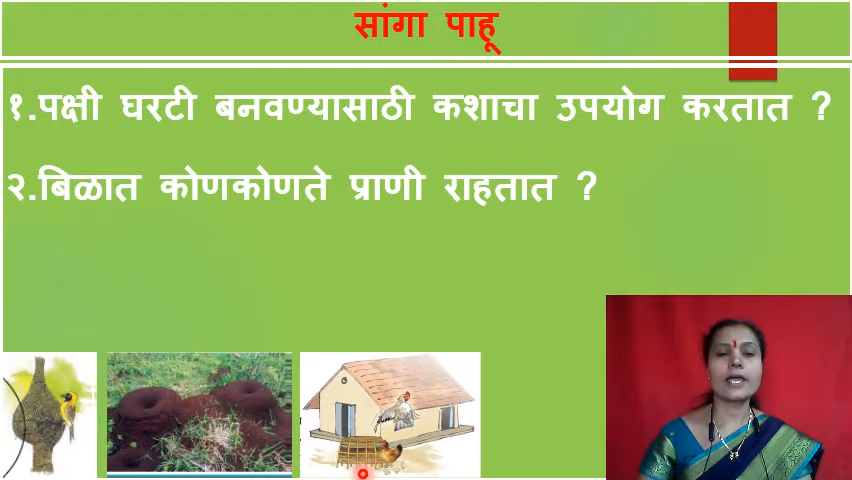 सांगा पाहू
१.पक्षी घरटी बनवण्यासाठी कशाचा उपयोग करतात ?
२.बिळात कोणकोणते प्राणी राहतात ?